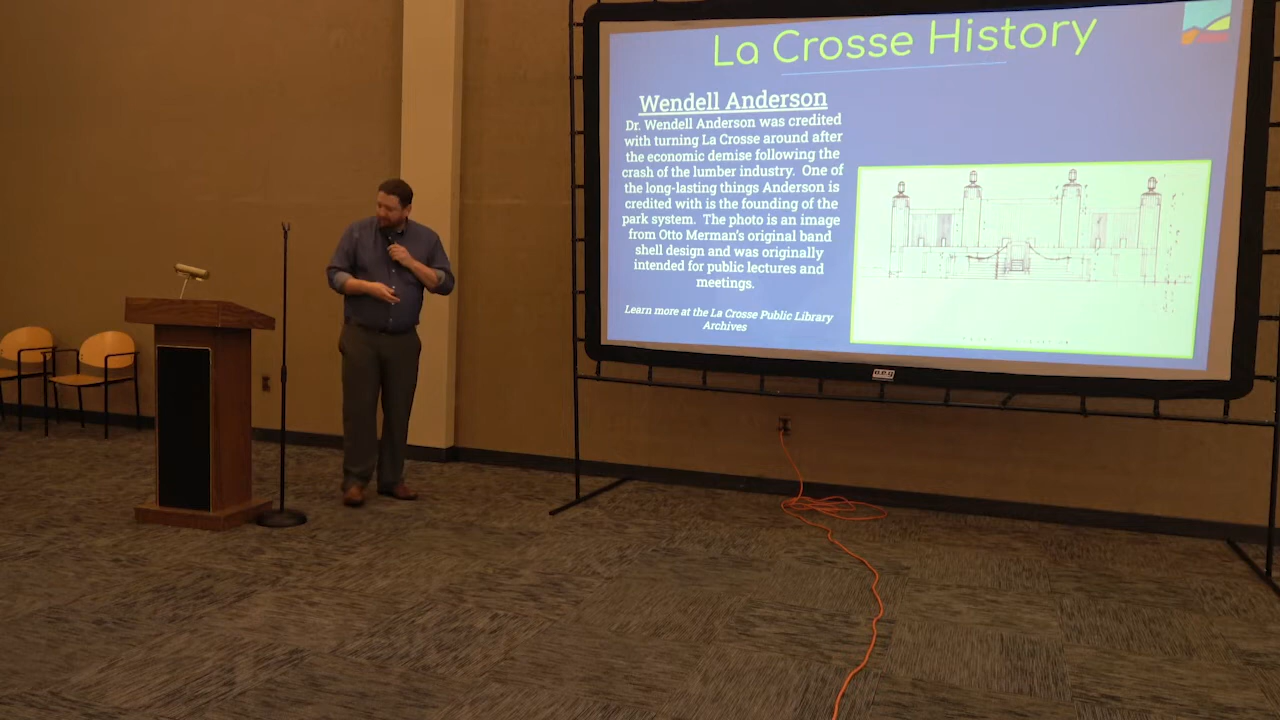 La Crosse History
Wendell Anderson
Dr. Wendell Anderson was credited
with turning La Crosse around after
the economic demise following the
crash of the lumber industry. One of
the long-lasting things Anderson is
credited with is the founding of the
park system. The photo is an image
from Otto Merman's original band
shell design and was originally
intended for public lectures and
meetings.
Learn more at the La Crosse Public Library
Archives